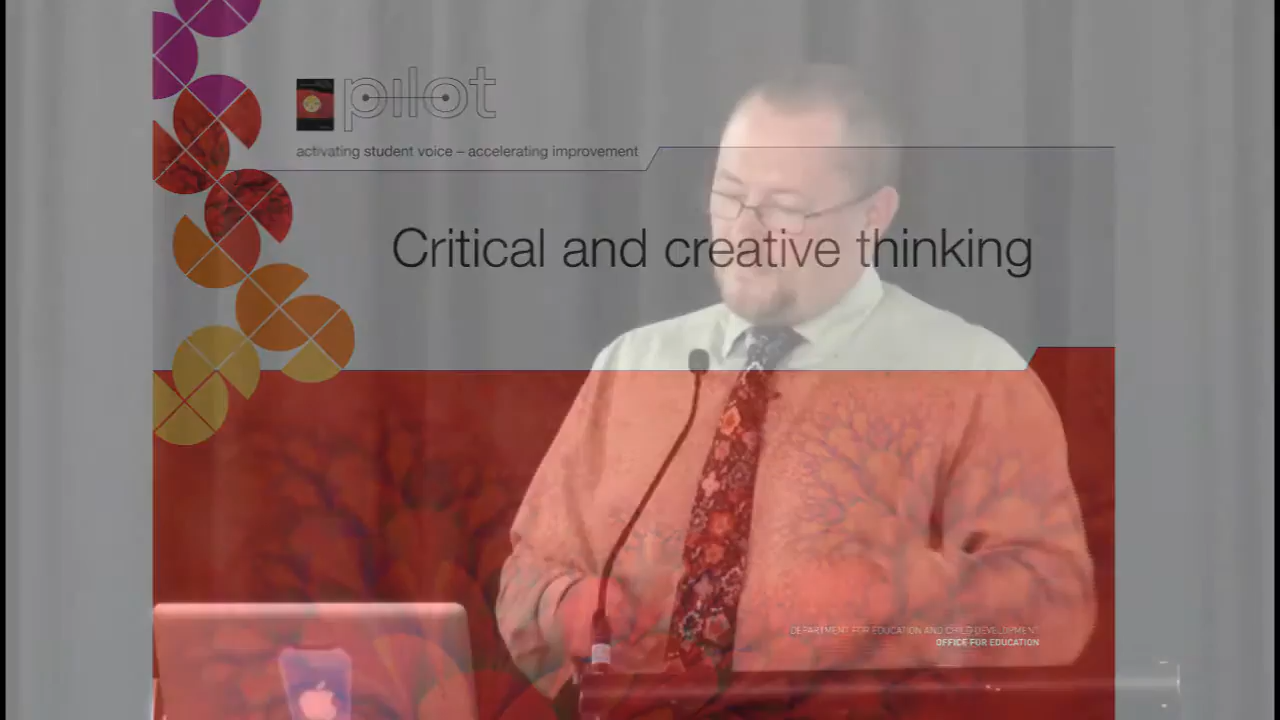 pilot
activating student voice – accelerating improvement
Critical and creative thinking
DEPARTMENT FOR EDUCATION AND CHILD DEVELOPMENT
OFFICE FOR EDUCATION